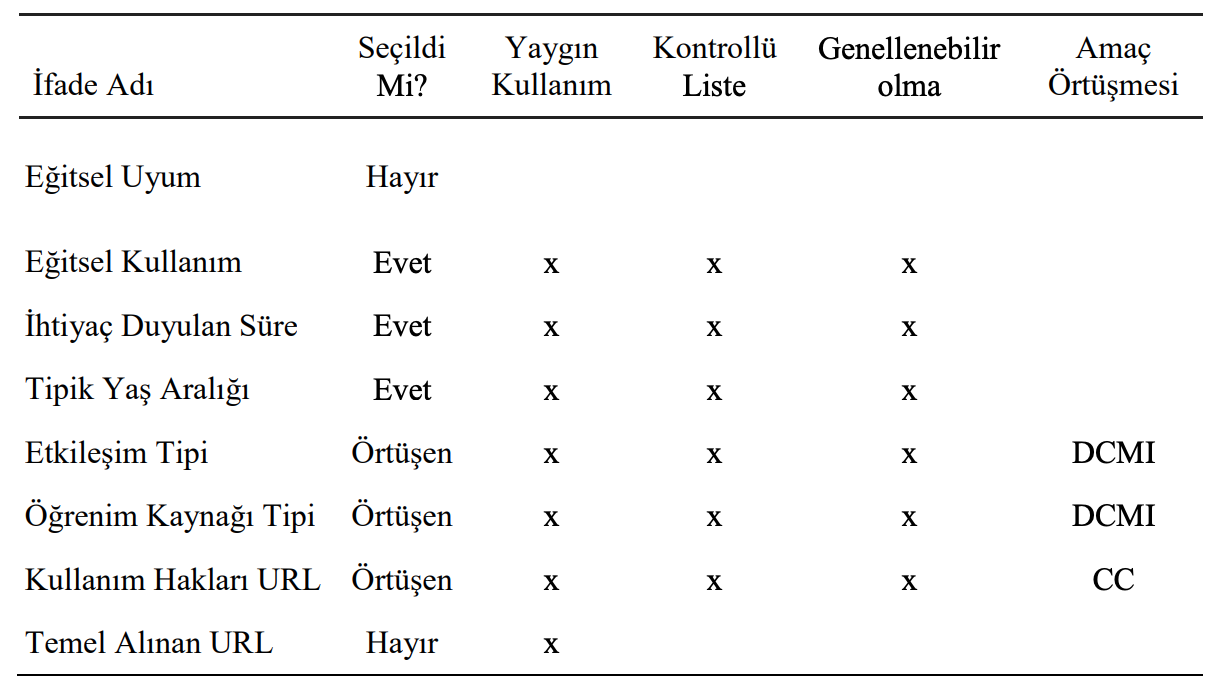 İfade Adı Seçildi Mi? Yaygın Kullanım Kontrollü Liste Genellenebilir olma Amaç Örtüşmesi
Eğitsel Uyum Hayır
Eğitsel Kullanım Evet x x x
İhtiyaç Duyulan Süre Evet x x x
Tipik Yaş Aralığı Evet x x x
Etkileşim Tipi Örtüşen x x x DCMI
Öğrenim Kaynağı Tipi Örtüşen x x x DCMI
Kullanım Hakları URL Örtüşen x x x CC
Temel Alınan URL Hayır x